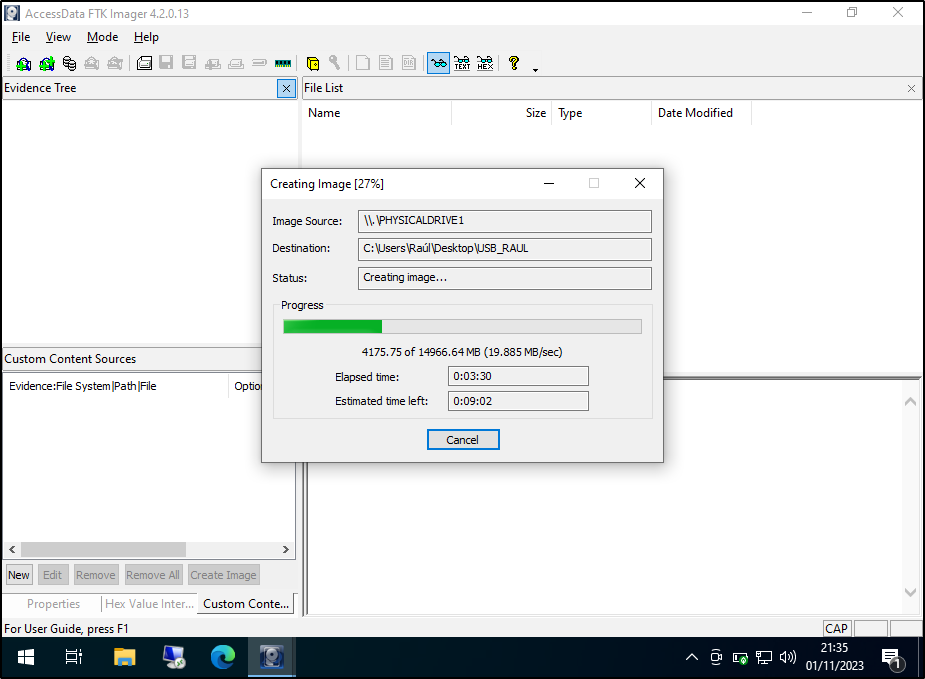 AccessData FTK Imager 4.2.0.13
File View Mode Help
TEXT HEX
Evidence Tree
File List
Name Size Type Date Modified
Creating Image [27%]
Image Source: \\.\PHYSICALDRIVE1
Destination: C:\Users\Raúl\Desktop\USB_RAUL
Status: Creating image...
Progress
4175.75 of 14966.64 MB (19.885 MB/sec)
Elapsed time: 0:03:30
Estimated time left: 0:09:02
Cancel
Custom Content Sources
Evidence:File System|Path|File Optio
New Edit Remove Remove All Create Image
Properties Hex Value Inter... Custom Conte...
For User Guide, press F1
CAP
21:35
01/11/2023
1